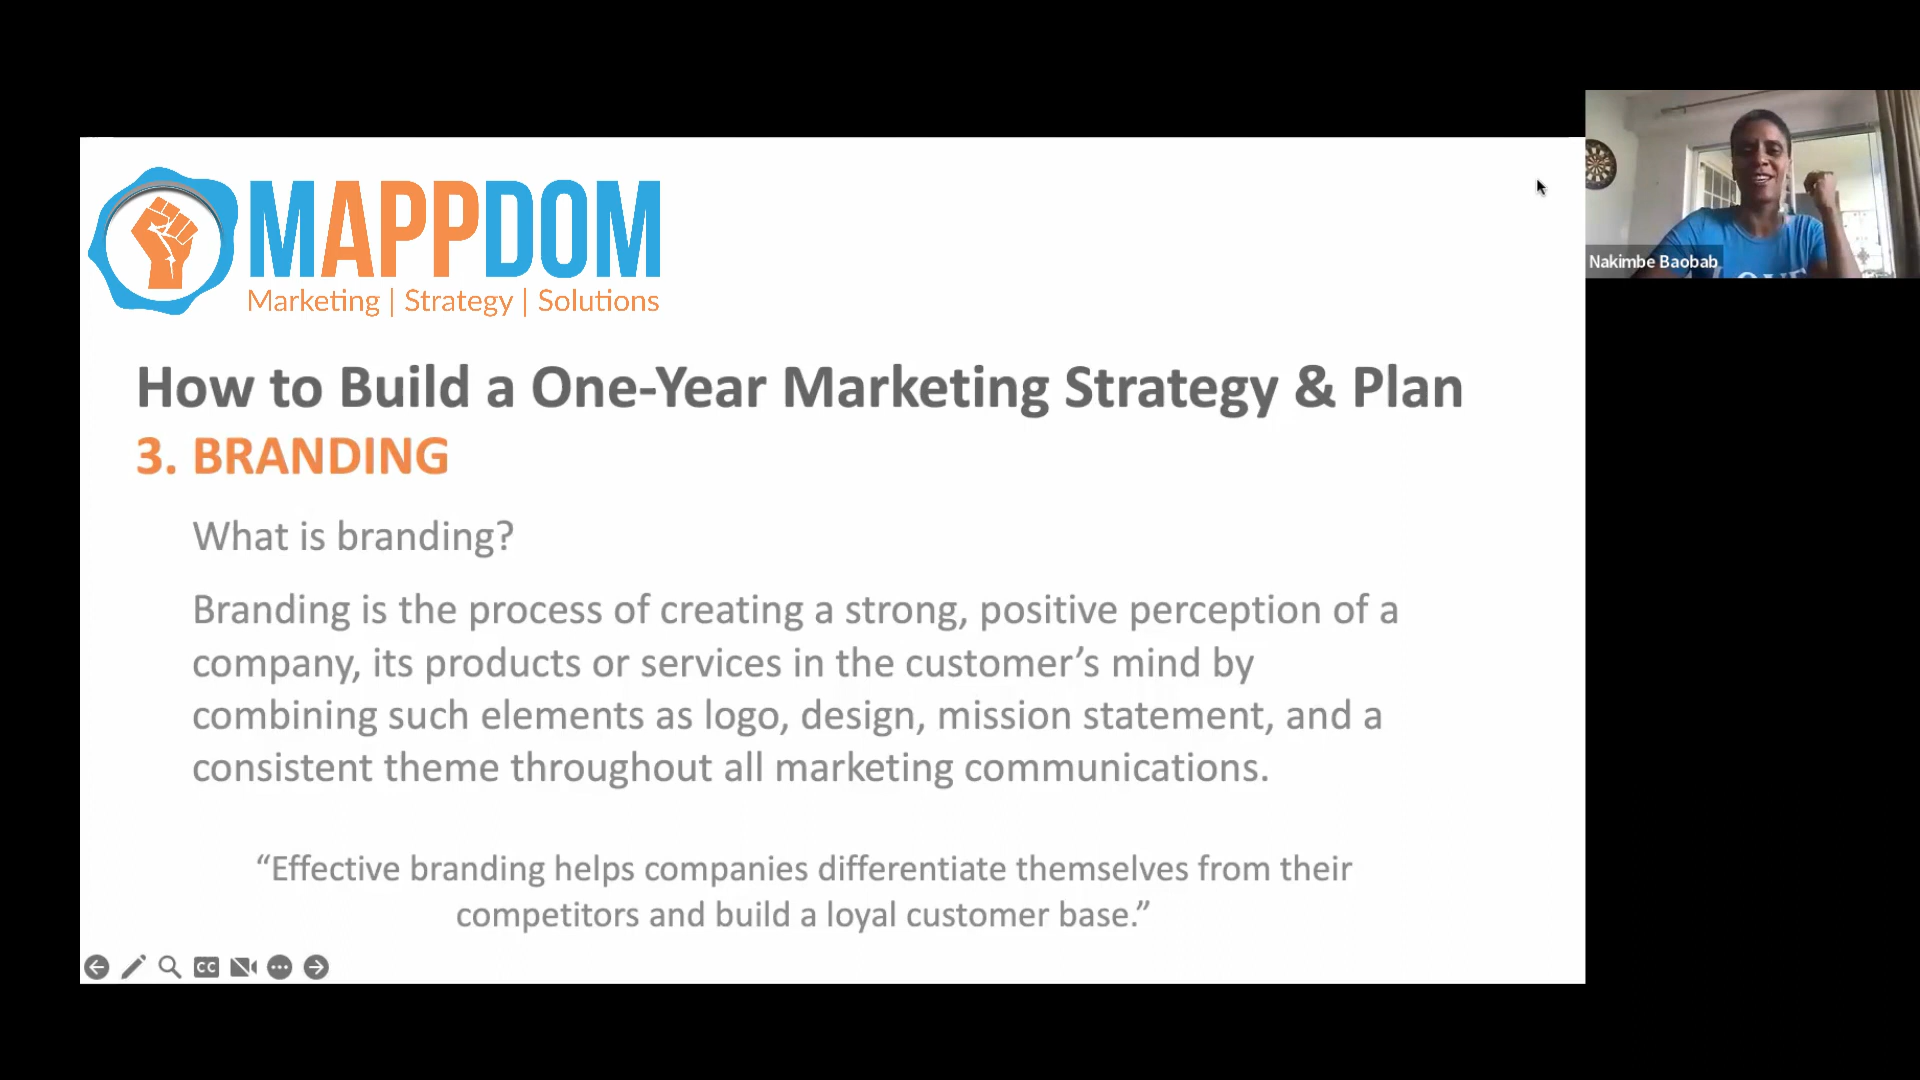 MAPPDOM
Marketing | Strategy | Solutions
How to Build a One-Year Marketing Strategy & Plan
3. BRANDING
What is branding?
Branding is the process of creating a strong, positive perception of a
company, its products or services in the customer’s mind by
combining such elements as logo, design, mission statement, and a
consistent theme throughout all marketing communications.
“Effective branding helps companies differentiate themselves from their
competitors and build a loyal customer base.”
CC
Nakimbe Baobab